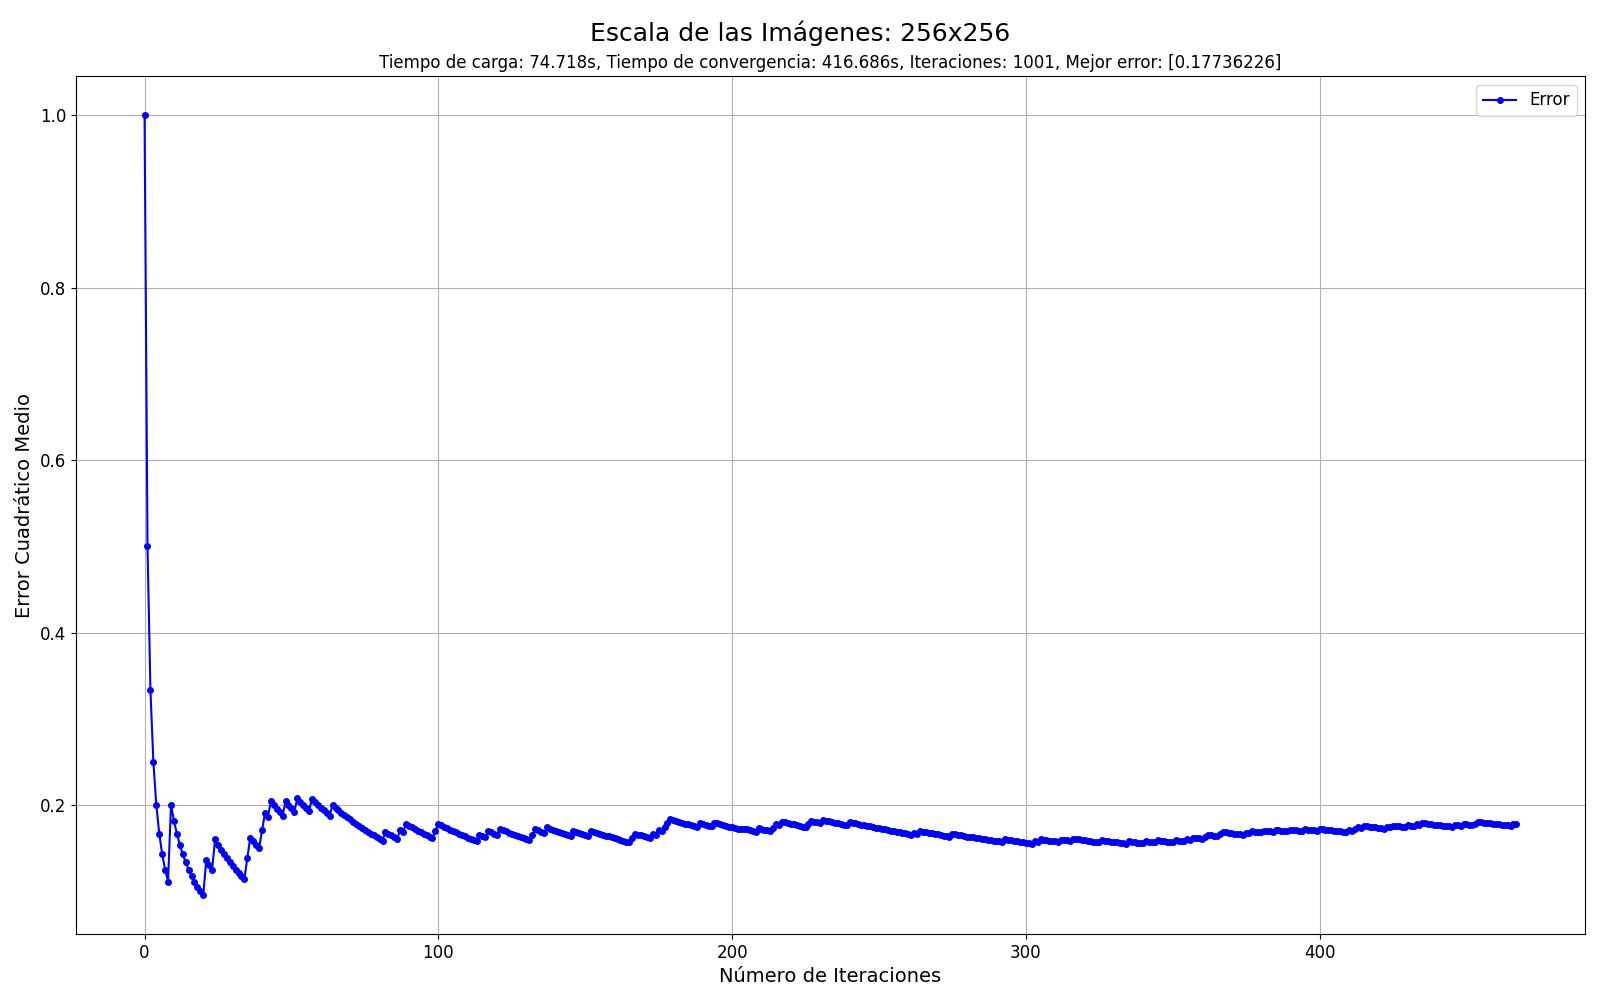 Escala de las Imágenes: 256x256
Tiempo de carga: 74.718s, Tiempo de convergencia: 416.686s, Iteraciones: 1001, Mejor error: [0.17736226]
Error
1.0
0.8
0.6
0.4
0.2
Error Cuadrático Medio
0 100 200 300 400
Número de Iteraciones